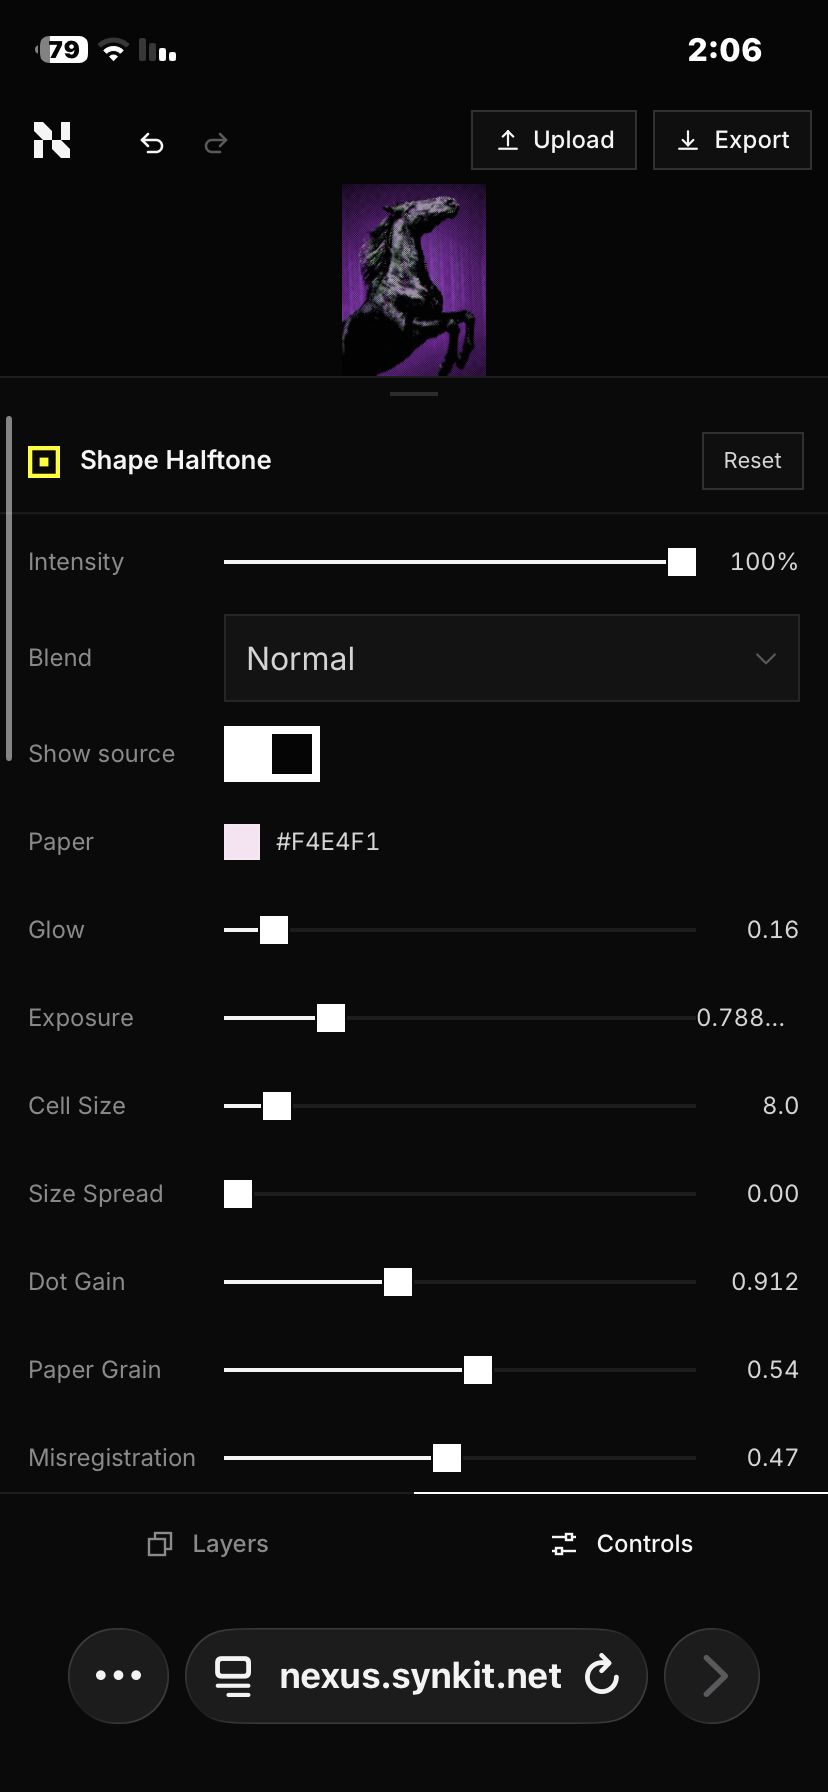 79
2:06
Upload
Export
Shape Halftone
Reset
Intensity
100%
Blend
Normal
Show source
Paper
#F4E4F1
Glow
0.16
Exposure
0.788...
Cell Size
8.0
Size Spread
0.00
Dot Gain
0.912
Paper Grain
0.54
Misregistration
0.47
Layers
Controls
nexus.synkit.net